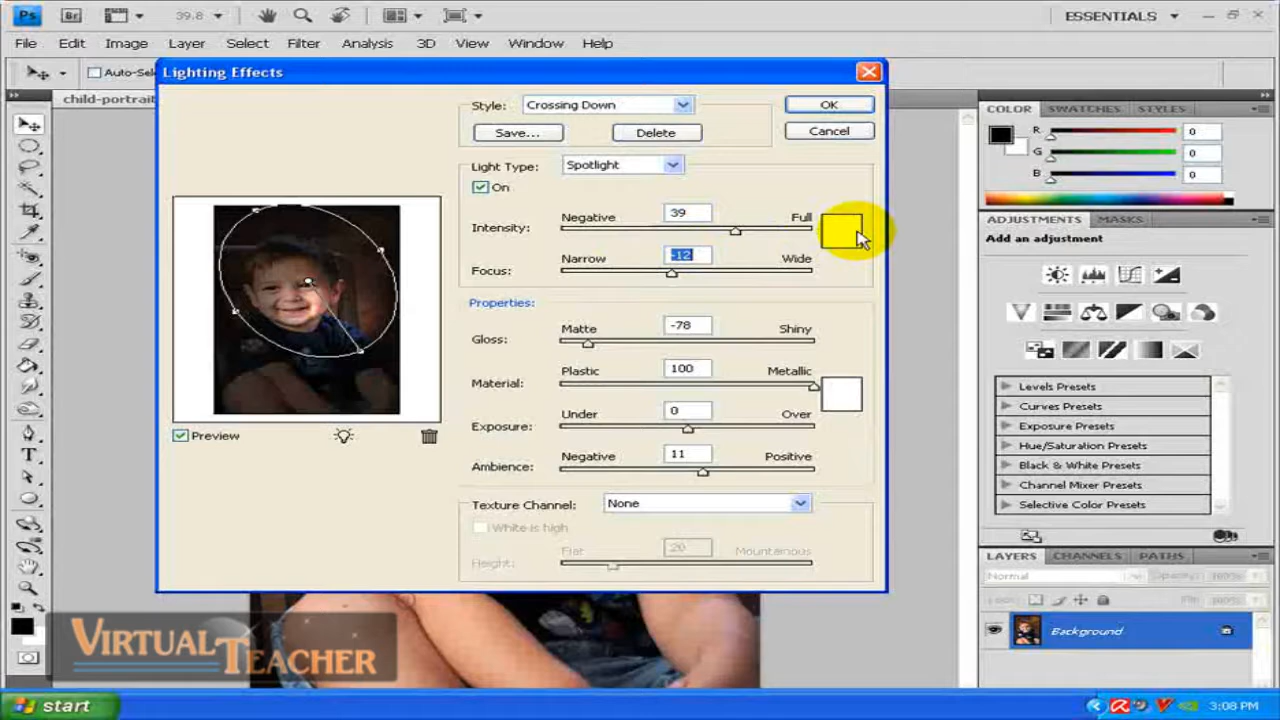 Ps Br 39.8 ESSENTIALS
File Edit Image Layer Select Filter Analysis 3D View Window Help
Auto-Sel
child-portrait
Lighting Effects
Style: Crossing Down OK
Save... Delete Cancel
Light Type: Spotlight
On
Negative 39 Full
Intensity:
Narrow -12 Wide
Focus:
Properties:
Matte -78 Shiny
Gloss:
Plastic 100 Metallic
Material:
Under 0 Over
Exposure:
Negative 11 Positive
Ambience:
Texture Channel: None
White is high
Flat 20 Mountainous
Height:
Preview
COLOR SWATCHES STYLES
R 0
G 0
B 0
ADJUSTMENTS MASKS
Add an adjustment
Levels Presets
Curves Presets
Exposure Presets
Hue/Saturation Presets
Black & White Presets
Channel Mixer Presets
Selective Color Presets
LAYERS CHANNELS PATHS
Normal Opacity: 100%
Lock: Fill: 100%
Background
VIRTUAL TEACHER
start 3:08 PM